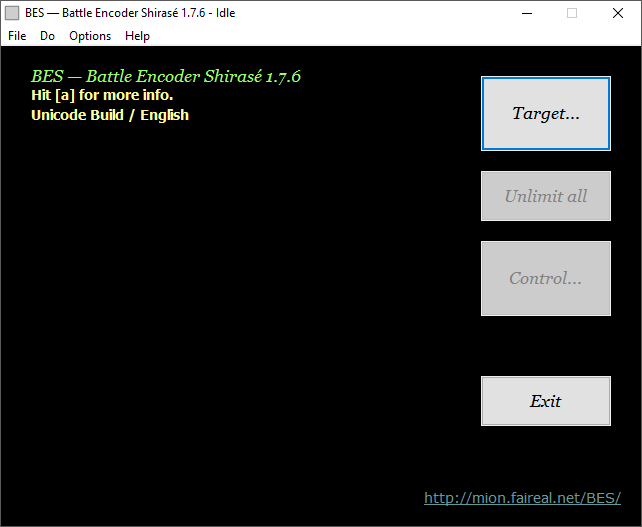 BES — Battle Encoder Shirasé 1.7.6 - Idle
File Do Options Help
BES — Battle Encoder Shirasé 1.7.6
Hit [a] for more info.
Unicode Build / English
Target...
Unlimit all
Control...
Exit
http://mion.faireal.net/BES/